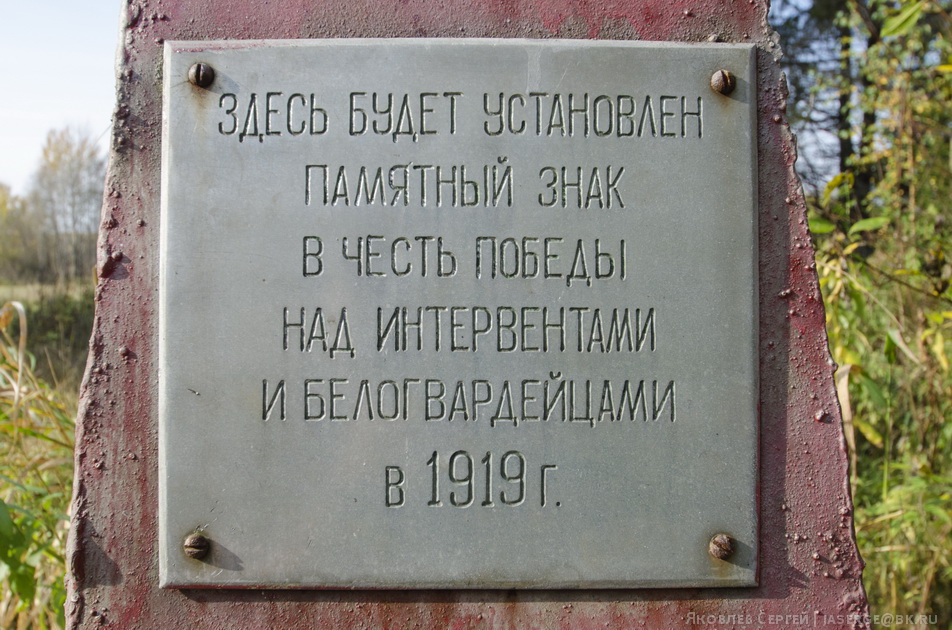 ЗДЕСЬ БУДЕТ УСТАНОВЛЕН
ПАМЯТНЫЙ ЗНАК
В ЧЕСТЬ ПОБЕДЫ
НАД ИНТЕРВЕНТАМИ
И БЕЛОГВАРДЕЙЦАМИ
в 1919 г.
Яковлев Сергей | iaserge@bk.ru